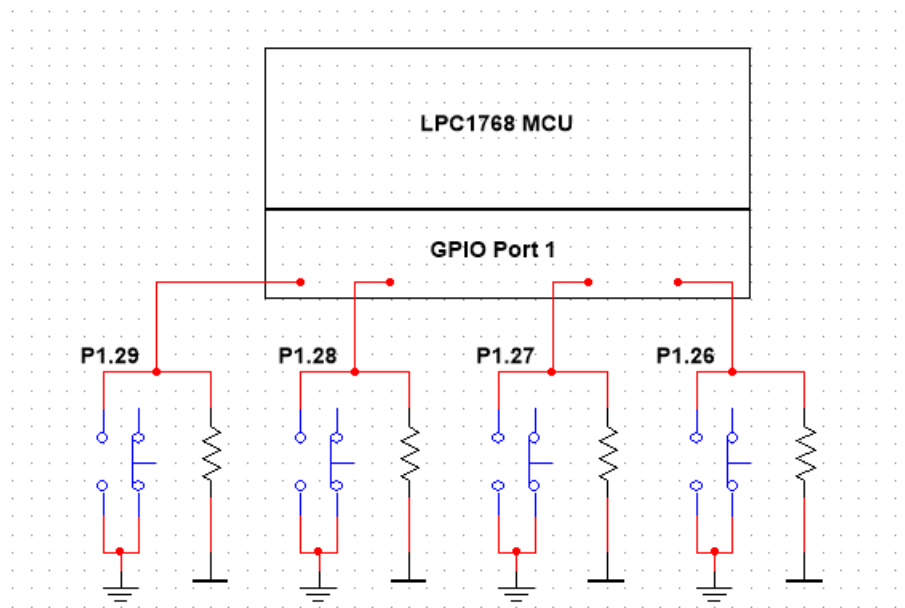 LPC1768 MCU
GPIO Port 1
P1.29
P1.28
P1.27
P1.26